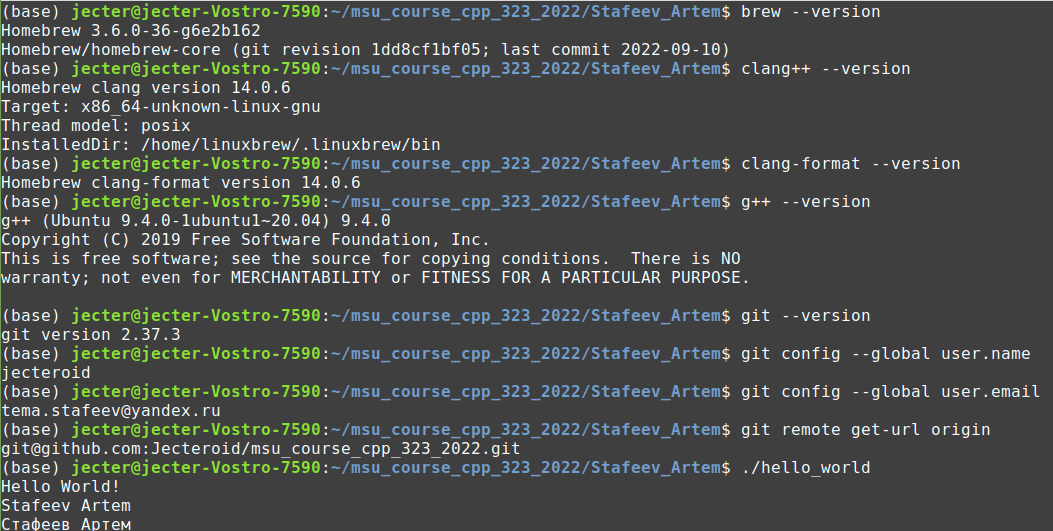 (base) jecter@jecter-Vostro-7590:~/msu_course_cpp_323_2022/Stafeev_Artem$ brew --version
Homebrew 3.6.0-36-g6e2b162
Homebrew/homebrew-core (git revision 1dd8cf1bf05; last commit 2022-09-10)
(base) jecter@jecter-Vostro-7590:~/msu_course_cpp_323_2022/Stafeev_Artem$ clang++ --version
Homebrew clang version 14.0.6
Target: x86_64-unknown-linux-gnu
Thread model: posix
InstalledDir: /home/linuxbrew/.linuxbrew/bin
(base) jecter@jecter-Vostro-7590:~/msu_course_cpp_323_2022/Stafeev_Artem$ clang-format --version
Homebrew clang-format version 14.0.6
(base) jecter@jecter-Vostro-7590:~/msu_course_cpp_323_2022/Stafeev_Artem$ g++ --version
g++ (Ubuntu 9.4.0-1ubuntu1~20.04) 9.4.0
Copyright (C) 2019 Free Software Foundation, Inc.
This is free software; see the source for copying conditions.  There is NO
warranty; not even for MERCHANTABILITY or FITNESS FOR A PARTICULAR PURPOSE.

(base) jecter@jecter-Vostro-7590:~/msu_course_cpp_323_2022/Stafeev_Artem$ git --version
git version 2.37.3
(base) jecter@jecter-Vostro-7590:~/msu_course_cpp_323_2022/Stafeev_Artem$ git config --global user.name
jecteroid
(base) jecter@jecter-Vostro-7590:~/msu_course_cpp_323_2022/Stafeev_Artem$ git config --global user.email
tema.stafeev@yandex.ru
(base) jecter@jecter-Vostro-7590:~/msu_course_cpp_323_2022/Stafeev_Artem$ git remote get-url origin
git@github.com:Jecteroid/msu_course_cpp_323_2022.git
(base) jecter@jecter-Vostro-7590:~/msu_course_cpp_323_2022/Stafeev_Artem$ ./hello_world
Hello World!
Stafeev Artem
Стафеев Артем